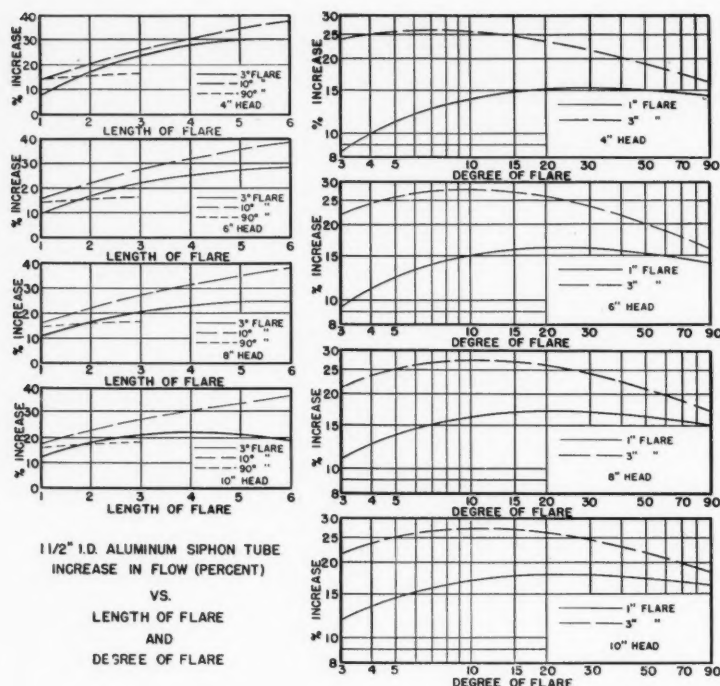 % INCREASE
40
30
20
10
0
1 2 3 4 5 6
LENGTH OF FLARE
3° FLARE
10° "
90° "
4" HEAD
% INCREASE
40
30
20
10
0
1 2 3 4 5 6
LENGTH OF FLARE
3° FLARE
10° "
90° "
6" HEAD
% INCREASE
40
30
20
10
0
1 2 3 4 5 6
LENGTH OF FLARE
3° FLARE
10° "
90° "
8" HEAD
% INCREASE
40
30
20
10
0
1 2 3 4 5 6
LENGTH OF FLARE
3° FLARE
10° "
90° "
10" HEAD
1 1/2" I.D. ALUMINUM SIPHON TUBE
INCREASE IN FLOW (PERCENT)
VS.
LENGTH OF FLARE
AND
DEGREE OF FLARE
% INCREASE
30
25
20
15
10
8
3 4 5 10 15 20 30 50 90
DEGREE OF FLARE
1" FLARE
3" "
4" HEAD
% INCREASE
30
25
20
15
10
8
3 4 5 10 15 20 30 50 90
DEGREE OF FLARE
1" FLARE
3" "
6" HEAD
% INCREASE
30
25
20
15
10
8
3 4 5 10 15 20 30 50 90
DEGREE OF FLARE
1" FLARE
3" "
8" HEAD
% INCREASE
30
25
20
15
10
8
3 4 5 10 15 20 30 50 90
DEGREE OF FLARE
1" FLARE
3" "
10" HEAD